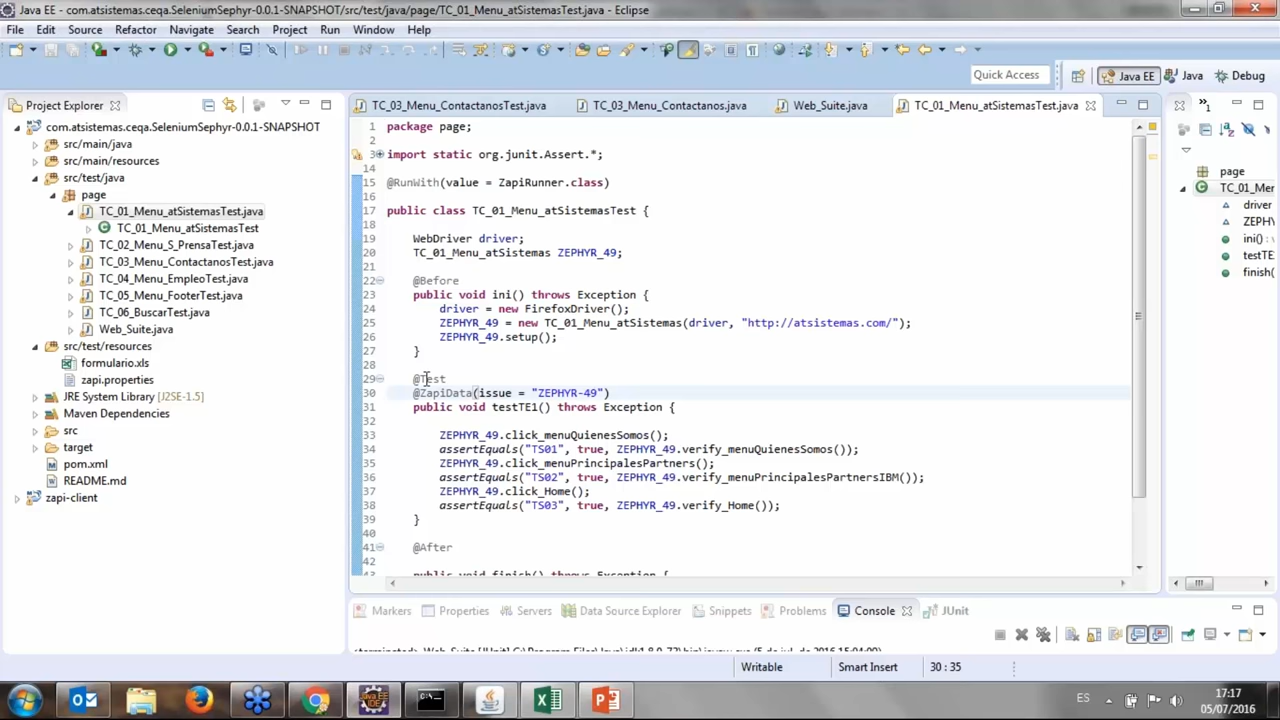 Java EE - com.atsistemas.ceqa.SeleniumSephyr-0.0.1-SNAPSHOT/src/test/java/page/TC_01_Menu_atSistemasTest.java - Eclipse
File Edit Source Refactor Navigate Search Project Run Window Help
Quick Access Java EE Java Debug
Project Explorer
com.atsistemas.ceqa.SeleniumSephyr-0.0.1-SNAPSHOT
src/main/java
src/main/resources
src/test/java
page
TC_01_Menu_atSistemasTest.java
TC_01_Menu_atSistemasTest
TC_02_Menu_S_PrensaTest.java
TC_03_Menu_ContactanosTest.java
TC_04_Menu_EmpleoTest.java
TC_05_Menu_FooterTest.java
TC_06_BuscarTest.java
Web_Suite.java
src/test/resources
formulario.xls
zapi.properties
JRE System Library [J2SE-1.5]
Maven Dependencies
src
target
pom.xml
README.md
zapi-client
TC_03_Menu_ContactanosTest.java TC_03_Menu_Contactanos.java Web_Suite.java TC_01_Menu_atSistemasTest.java
1 package page;
2
3 import static org.junit.Assert.*;
14
15 @RunWith(value = ZapiRunner.class)
16
17 public class TC_01_Menu_atSistemasTest {
18
19 WebDriver driver;
20 TC_01_Menu_atSistemas ZEPHYR_49;
21
22 @Before
23 public void ini() throws Exception {
24 driver = new FirefoxDriver();
25 ZEPHYR_49 = new TC_01_Menu_atSistemas(driver, "http://atsistemas.com/");
26 ZEPHYR_49.setup();
27 }
28
29 @Test
30 @ZapiData(issue = "ZEPHYR-49")
31 public void testTE1() throws Exception {
32
33 ZEPHYR_49.click_menuQuienesSomos();
34 assertEquals("TS01", true, ZEPHYR_49.verify_menuQuienesSomos());
35 ZEPHYR_49.click_menuPrincipalesPartners();
36 assertEquals("TS02", true, ZEPHYR_49.verify_menuPrincipalesPartnersIBM());
37 ZEPHYR_49.click_Home();
38 assertEquals("TS03", true, ZEPHYR_49.verify_Home());
39 }
40
41 @After
42
43 public void finish() throws Exception {
page
TC_01_Mer
driver
ZEPH
ini() :
testTE
finish(
Markers Properties Servers Data Source Explorer Snippets Problems Console JUnit
Writable Smart Insert 30 : 35
ES 17:17
05/07/2016